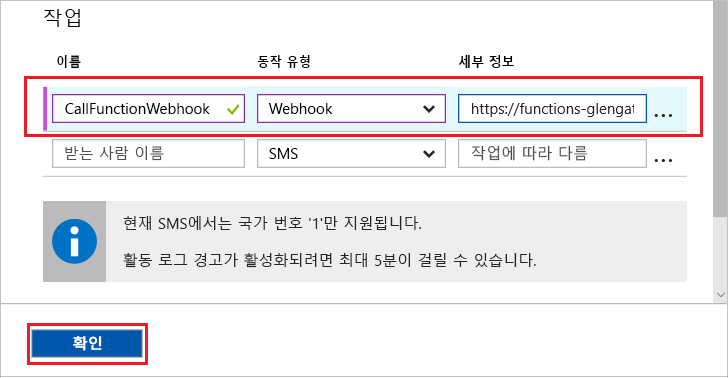 작업
이름 동작 유형 세부 정보
CallFunctionWebhook Webhook https://functions-glengat ...
받는 사람 이름 SMS 작업에 따라 다름 ...
현재 SMS에서는 국가 번호 '1'만 지원됩니다.
활동 로그 경고가 활성화되려면 최대 5분이 걸릴 수 있습니다.
확인